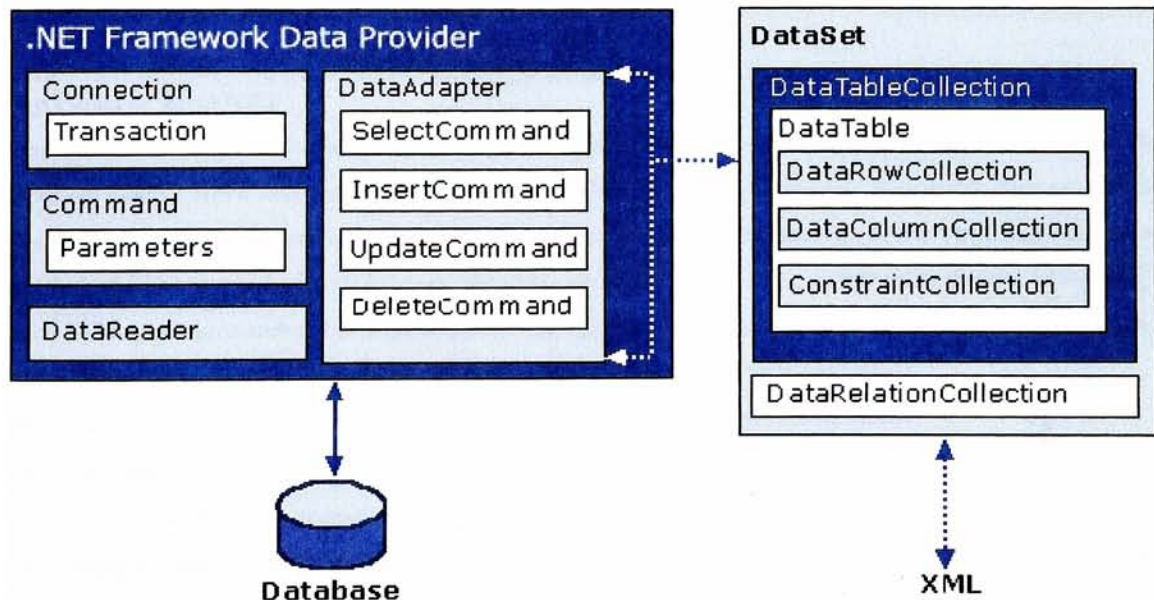 .NET Framework Data Provider
Connection
Transaction
Command
Parameters
DataReader
DataAdapter
SelectCommand
InsertCommand
UpdateCommand
DeleteCommand
Database
DataSet
DataTableCollection
DataTable
DataRowCollection
DataColumnCollection
ConstraintCollection
DataRelationCollection
XML